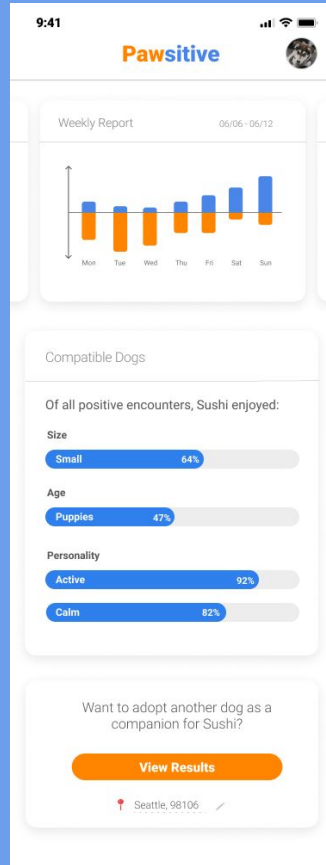 9:41
Pawsitive
Weekly Report 06/06 - 06/12
Mon Tue Wed Thu Fri Sat Sun
Compatible Dogs
Of all positive encounters, Sushi enjoyed:
Size
Small 64%
Age
Puppies 47%
Personality
Active 92%
Calm 82%
Want to adopt another dog as a
companion for Sushi?
View Results
Seattle, 98106